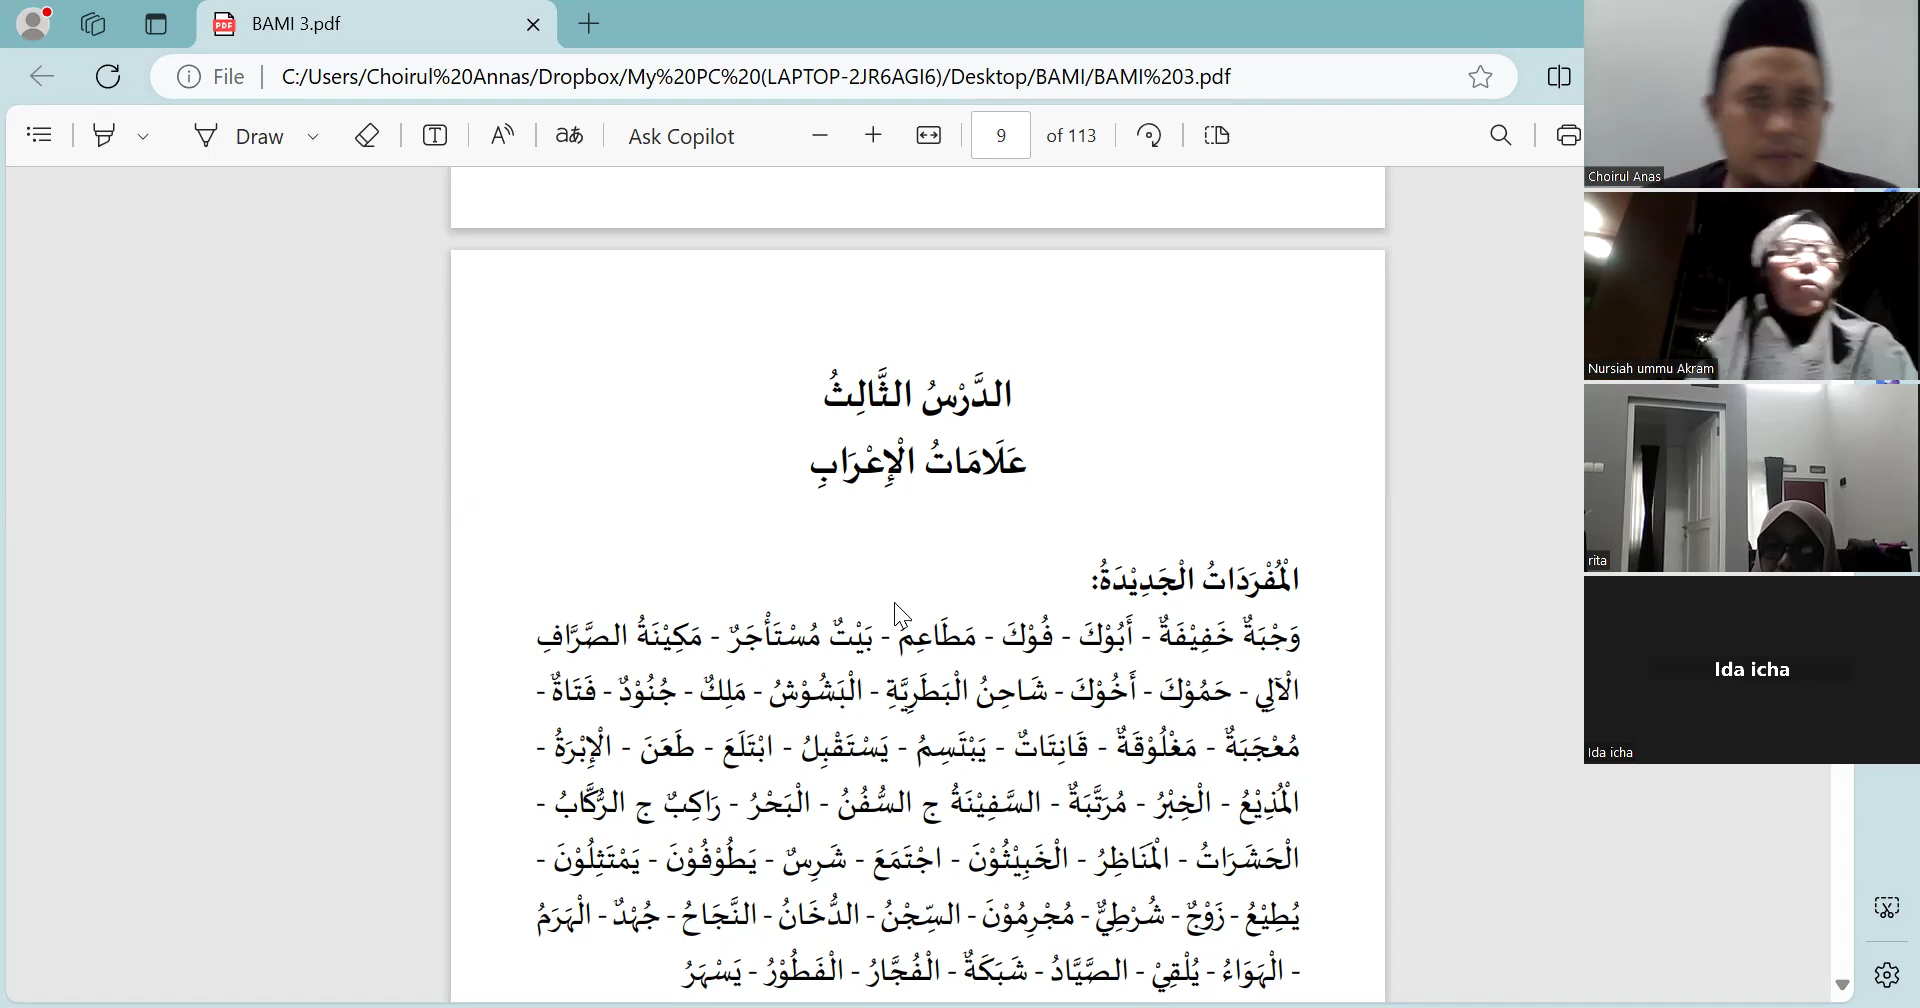 BAMI 3.pdf
File
C:/Users/Choirul%20Annas/Dropbox/My%20PC%20(LAPTOP-2JR6AGI6)/Desktop/BAMI/BAMI%203.pdf
Draw
Ask Copilot
9
of 113
الدَّرْسُ الثَّالِثُ
عَلَامَاتُ الْإِعْرَابِ
الْمُفْرَدَاتُ الْجَدِيْدَةُ:
وَجْبَةٌ خَفِيْفَةٌ - أَبُوْكَ - فُوْكَ - مَطَاعِمُ - بَيْتٌ مُسْتَأْجَرٌ - مَكِيْنَةُ الصَّرَّافِ
الْآلِي - حَمُوْكَ - أَخُوْكَ - شَاحِنُ الْبَطَرِيَّةِ - الْبَشُوْشُ - مَلِكٌ - جُنُوْدٌ - فَتَاةٌ -
مُعْجَبَةٌ - مَغْلُوْقَةٌ - قَانِتَاتٌ - يَبْتَسِمُ - يَسْتَقْبِلُ - ابْتَلَعَ - طَعَنَ - الْإِبْرَةُ -
الْمُذِيْعُ - الْخِبْرُ - مُرَتَّبَةٌ - السَّفِيْنَةُ ج السُّفُنُ - الْبَحْرُ - رَاكِبٌ ج الرُّكَّابُ -
الْحَشَرَاتُ - الْمَنَاظِرُ - الْخَبِيْثُوْنَ - اجْتَمَعَ - شَرِسٌ - يَطُوْفُوْنَ - يَمْتَثِلُوْنَ -
يُطِيْعُ - زَوْجٌ - شُرْطِيٌّ - مُجْرِمُوْنَ - السِّجْنُ - الدُّخَانُ - النَّجَاحُ - جُهْدٌ - الْهَرَمُ
- الْهَوَاءُ - يُلْقِيْ - الصَّيَّادُ - شَبَكَةٌ - الْفُجَّارُ - الْفَطُوْرُ - يَسْهَرُ
Choirul Anas
Nursiah ummu Akram
rita
Ida icha
Ida icha